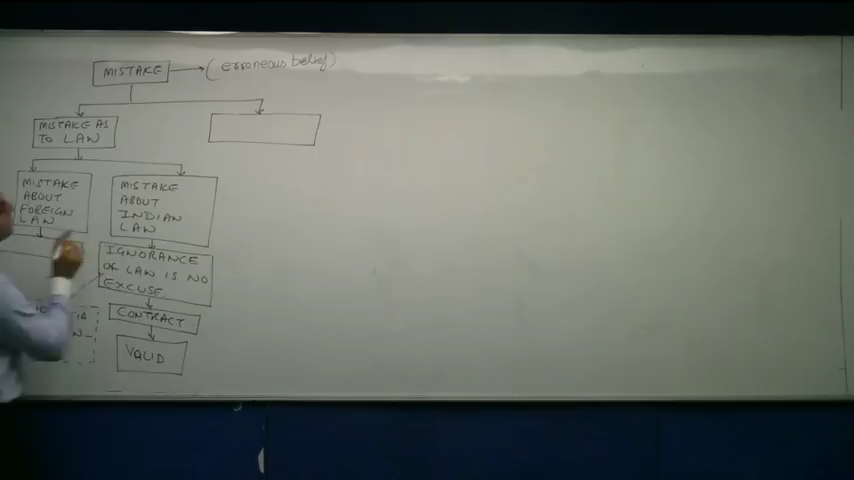 MISTAKE
(erroneous belief)
MISTAKE AS
TO LAW
MISTAKE
ABOUT
FOREIGN
LAW
MISTAKE
ABOUT
INDIAN
LAW
IGNORANCE
OF LAW IS NO
EXCUSE.
CONTRACT
VALID